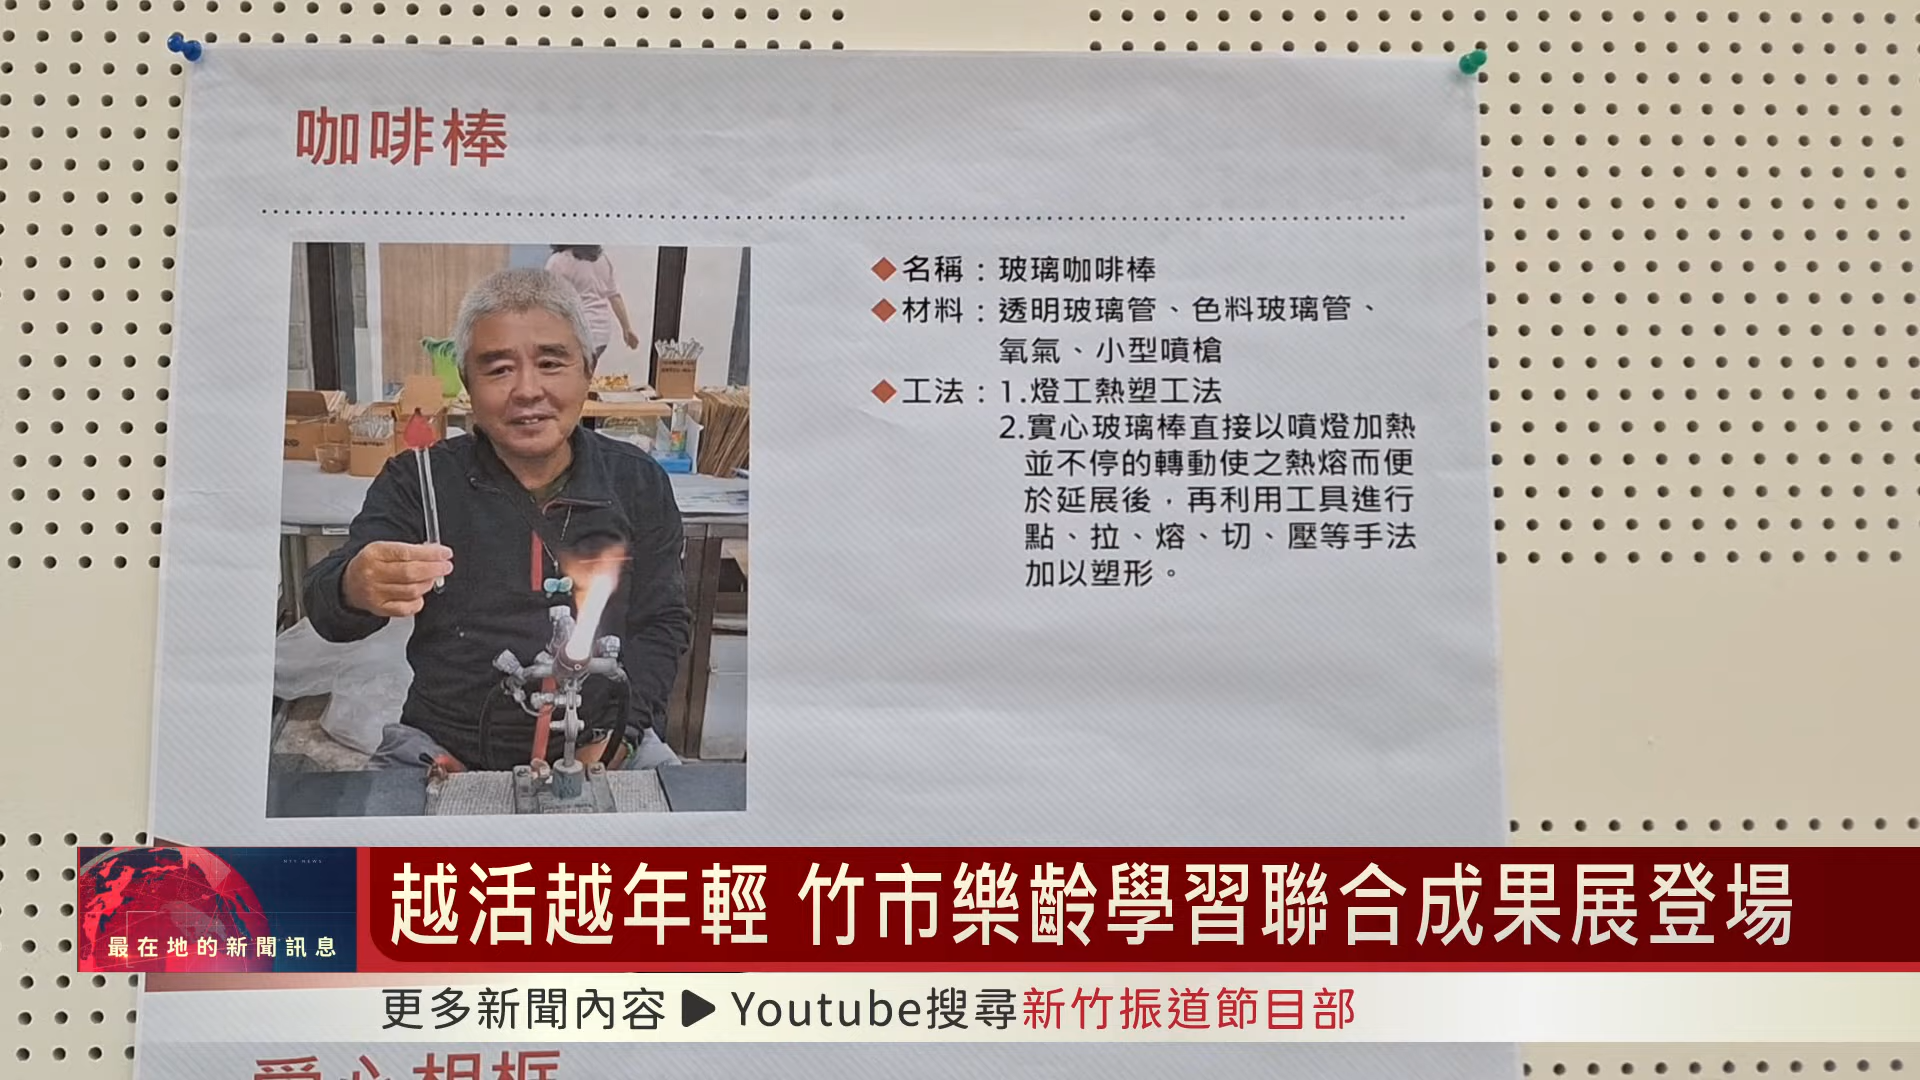 咖啡棒
◆名稱：玻璃咖啡棒
◆材料：透明玻璃管、色料玻璃管、
氧氣、小型噴槍
◆工法：1.燈工熱塑工法
2.實心玻璃棒直接以噴燈加熱
並不停的轉動使之熱熔而便
於延展後，再利用工具進行
點、拉、熔、切、壓等手法
加以塑形。
最在地的新聞訊息
越活越年輕 竹市樂齡學習聯合成果展登場
更多新聞內容▶Youtube搜尋新竹振道節目部
愛心相框